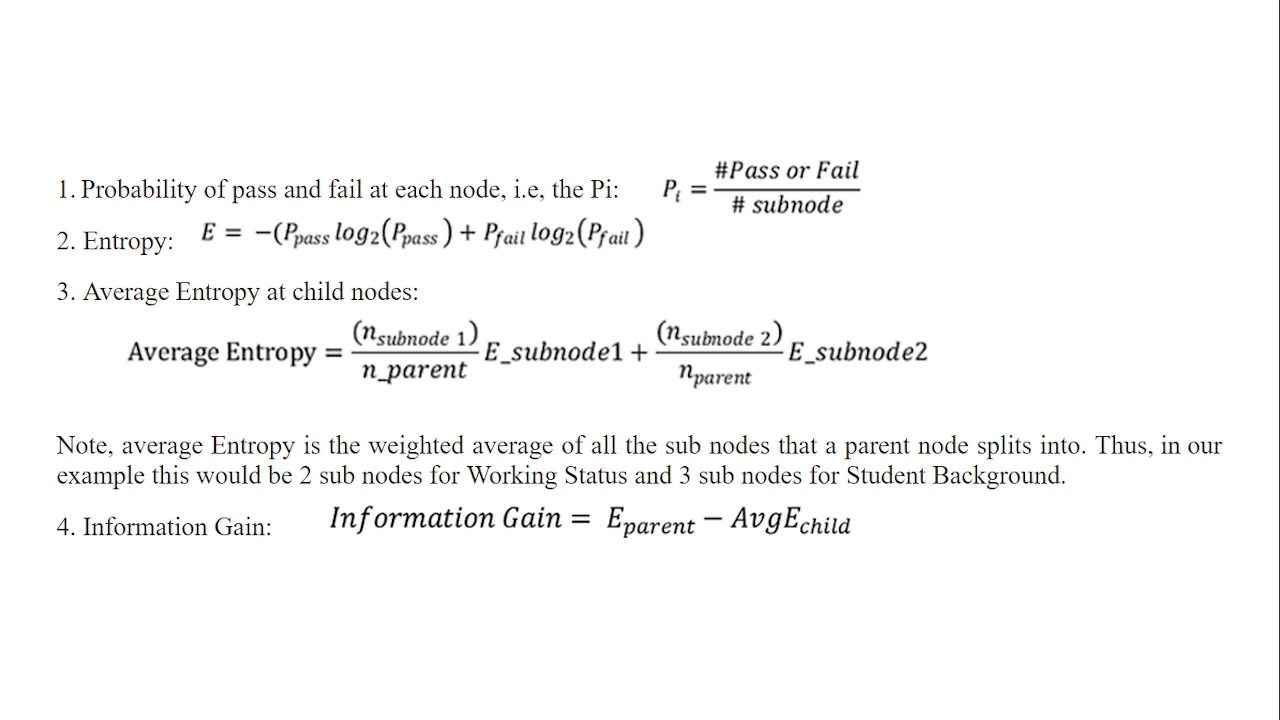 1. Probability of pass and fail at each node, i.e, the Pi: P_i = #Pass or Fail / # subnode
2. Entropy: E = −(P_pass log_2(P_pass) + P_fail log_2(P_fail)
3. Average Entropy at child nodes:
Average Entropy = (n_subnode 1) / n_parent E_subnode1 + (n_subnode 2) / n_parent E_subnode2
Note, average Entropy is the weighted average of all the sub nodes that a parent node splits into. Thus, in our
example this would be 2 sub nodes for Working Status and 3 sub nodes for Student Background.
4. Information Gain: Information Gain = E_parent − AvgE_child